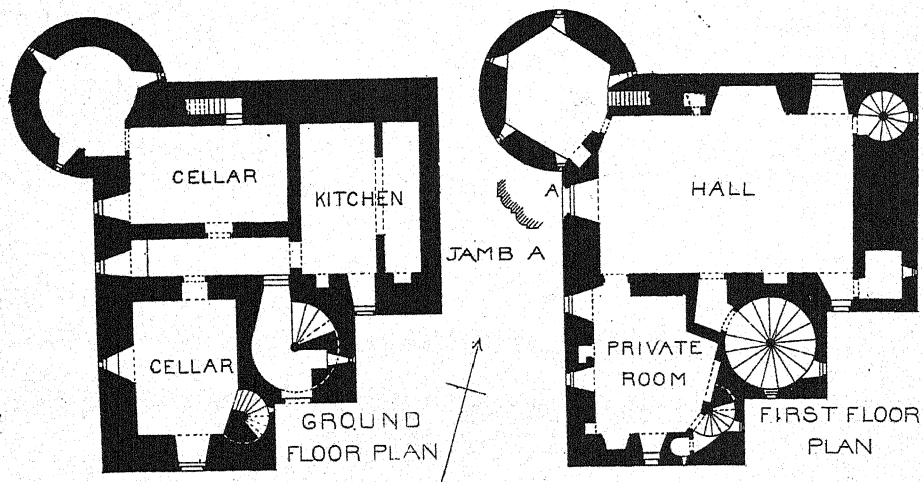 CELLAR
KITCHEN
CELLAR
GROUND
FLOOR PLAN
A
HALL
JAMB A
PRIVATE
ROOM
FIRST FLOOR
PLAN